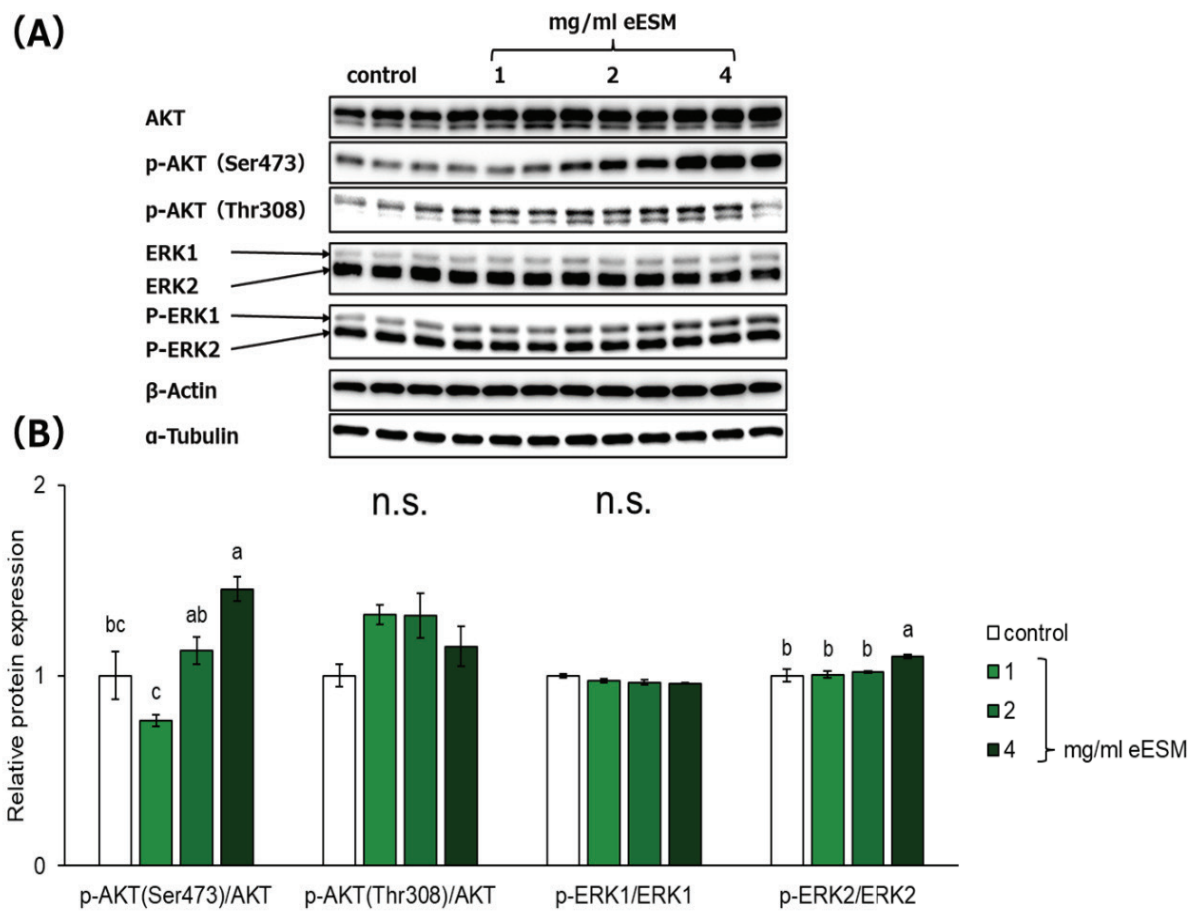 (A)
mg/ml eESM
control 1 2 4
AKT
p-AKT (Ser473)
p-AKT (Thr308)
ERK1
ERK2
P-ERK1
P-ERK2
β-Actin
α-Tubulin
(B)
Relative protein expression
2
1
0
n.s.
n.s.
bc
c
ab
a
b
b
b
a
p-AKT(Ser473)/AKT
p-AKT(Thr308)/AKT
p-ERK1/ERK1
p-ERK2/ERK2
control
1
2
4
mg/ml eESM